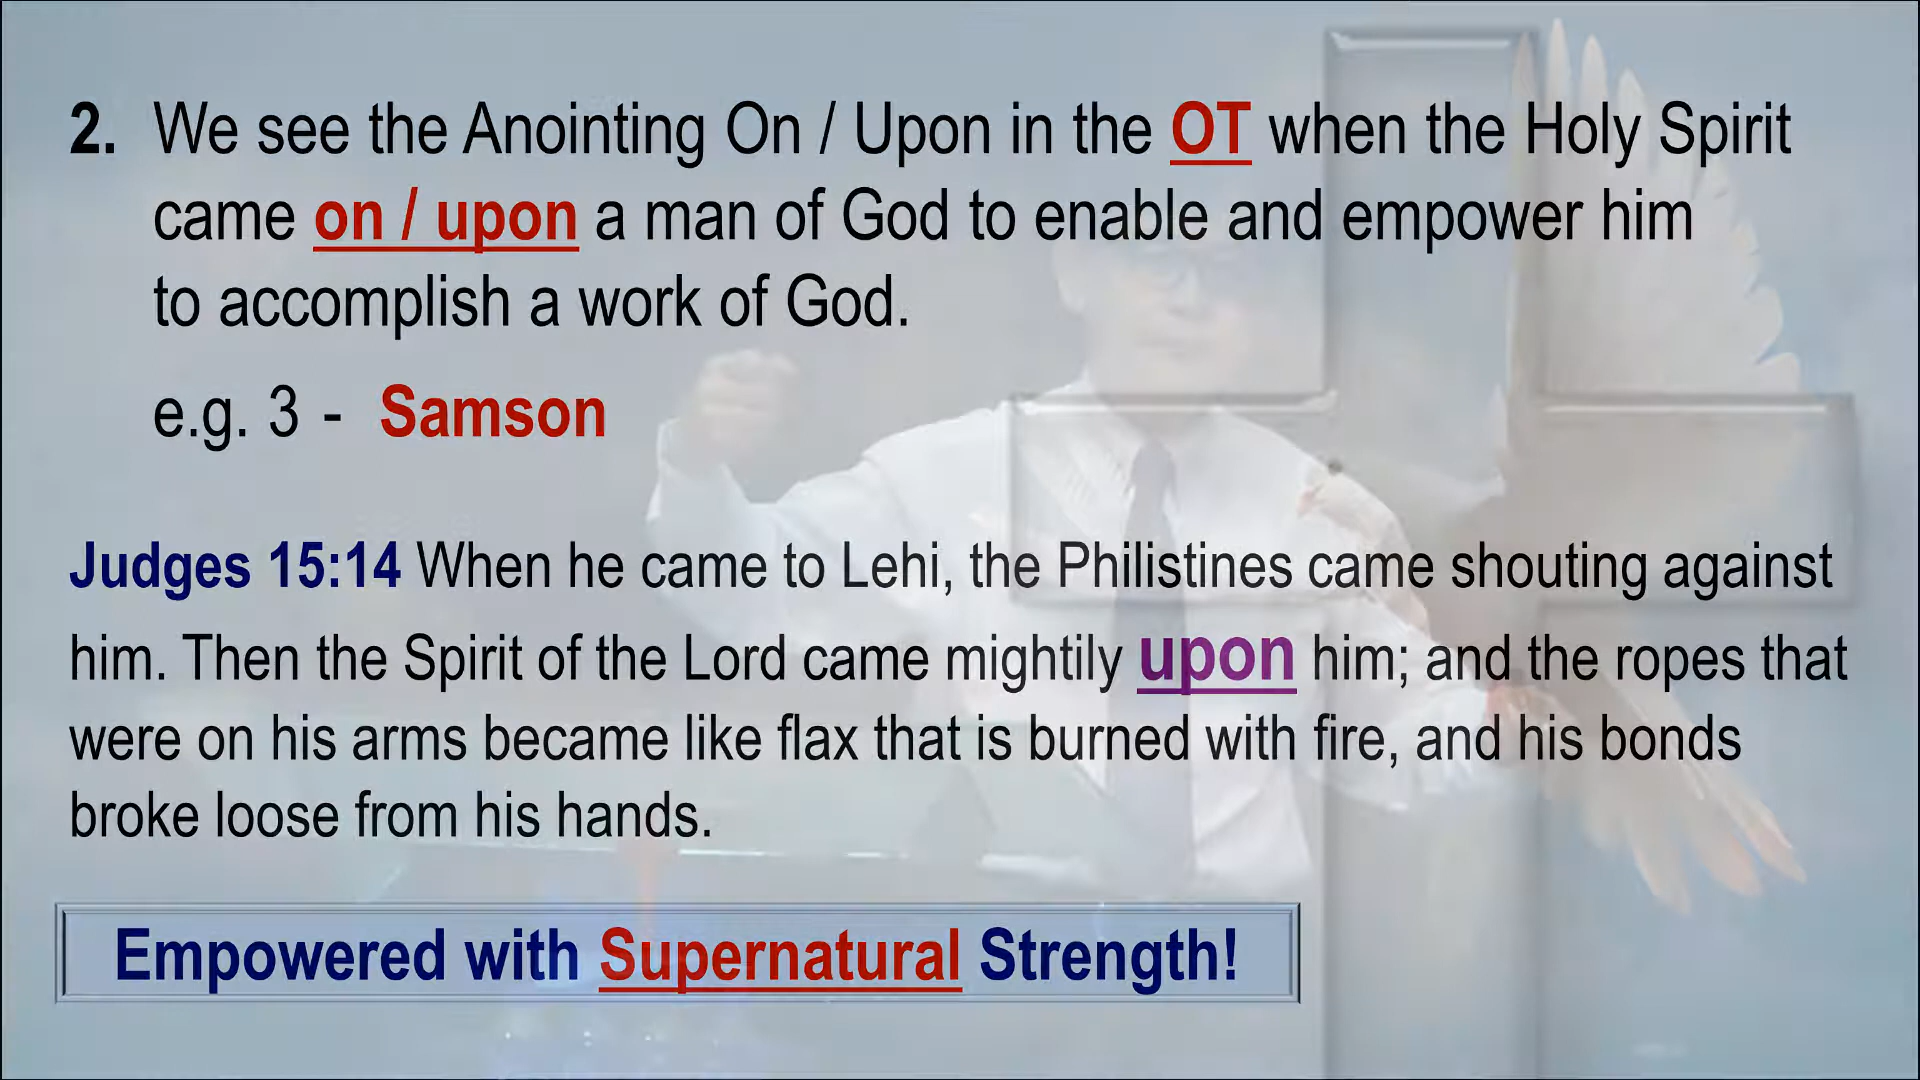 2. We see the Anointing On / Upon in the OT when the Holy Spirit
came on / upon a man of God to enable and empower him
to accomplish a work of God.
e.g. 3 - Samson
Judges 15:14 When he came to Lehi, the Philistines came shouting against
him. Then the Spirit of the Lord came mightily upon him; and the ropes that
were on his arms became like flax that is burned with fire, and his bonds
broke loose from his hands.
Empowered with Supernatural Strength!